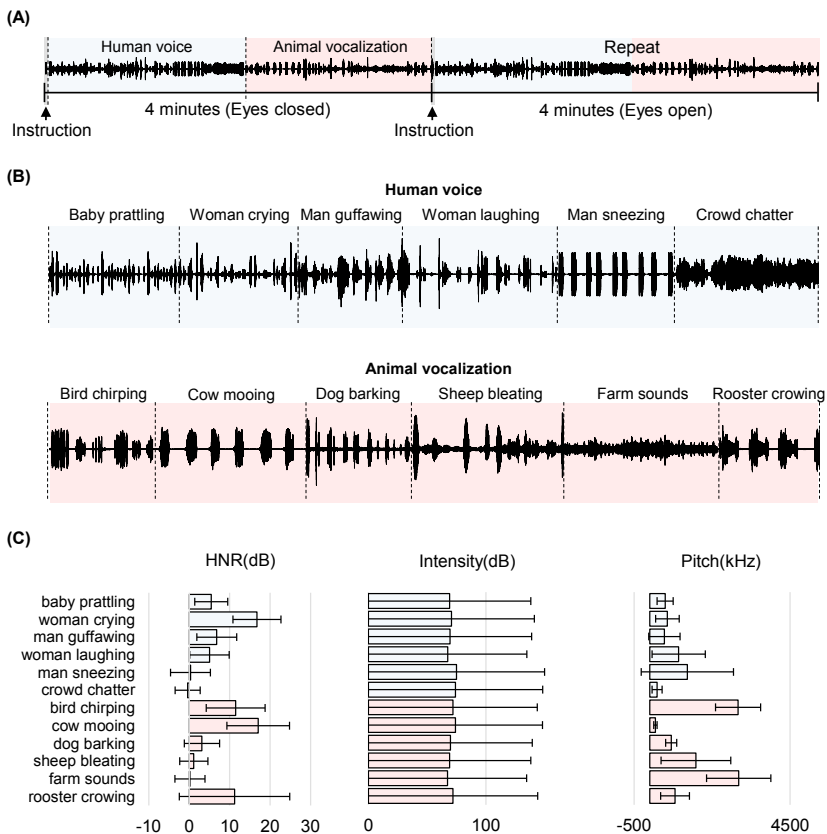 (A)
Human voice
Animal vocalization
Repeat
4 minutes (Eyes closed)
4 minutes (Eyes open)
Instruction
Instruction
(B)
Human voice
Baby prattling
Woman crying
Man guffawing
Woman laughing
Man sneezing
Crowd chatter
Animal vocalization
Bird chirping
Cow mooing
Dog barking
Sheep bleating
Farm sounds
Rooster crowing
(C)
HNR(dB)
Intensity(dB)
Pitch(kHz)
baby prattling
woman crying
man guffawing
woman laughing
man sneezing
crowd chatter
bird chirping
cow mooing
dog barking
sheep bleating
farm sounds
rooster crowing
-10 0 10 20 30
0 100
-500 4500